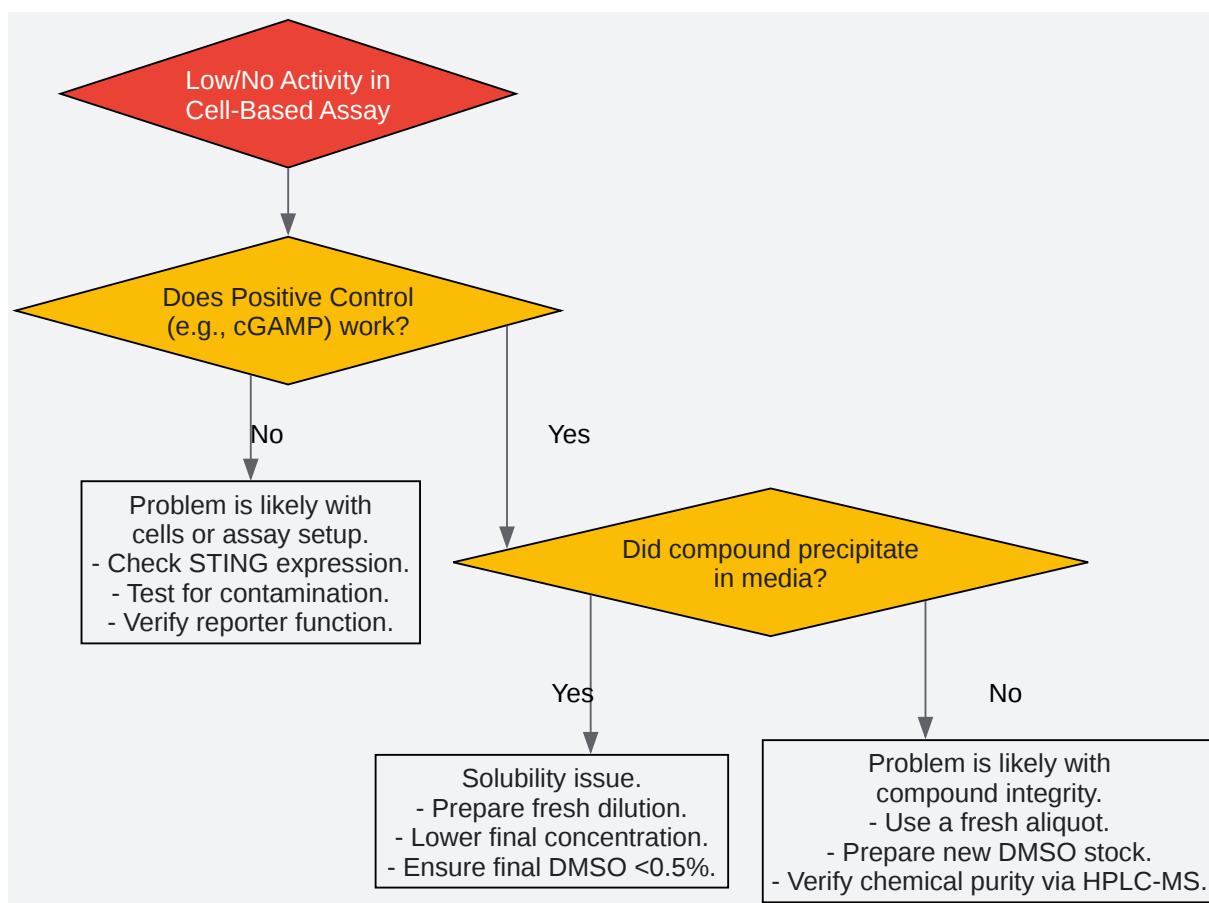 Low/No Activity in
Cell-Based Assay
Does Positive Control
(e.g., cGAMP) work?
No
Yes
Problem is likely with
cells or assay setup.
- Check STING expression.
- Test for contamination.
- Verify reporter function.
Did compound precipitate
in media?
Yes
No
Solubility issue.
- Prepare fresh dilution.
- Lower final concentration.
- Ensure final DMSO <0.5%.
Problem is likely with
compound integrity.
- Use a fresh aliquot.
- Prepare new DMSO stock.
- Verify chemical purity via HPLC-MS.